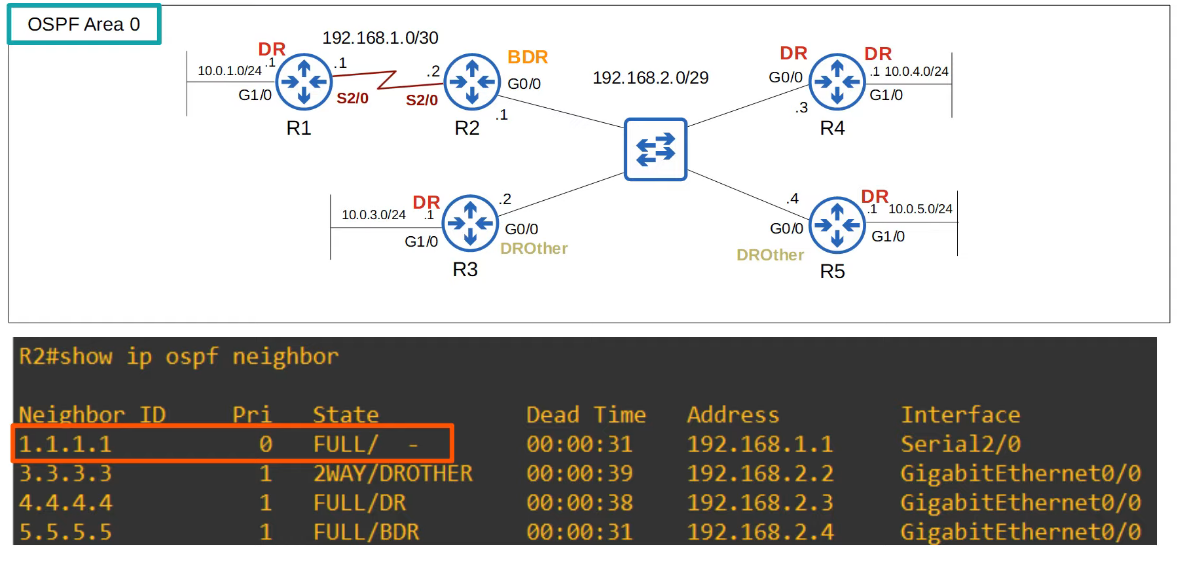 OSPF Area 0
192.168.1.0/30
DR
BDR
DR
DR
10.0.1.0/24 .1
.1
.2
G0/0
192.168.2.0/29
G0/0
.1 10.0.4.0/24
G1/0
S2/0
S2/0
G1/0
.1
.3
R1
R2
R4
DR
.2
.4
DR
10.0.3.0/24 .1
.1 10.0.5.0/24
G1/0
G0/0
G0/0
G1/0
DROther
DROther
R3
R5
R2#show ip ospf neighbor
Neighbor ID Pri State Dead Time Address Interface
1.1.1.1 0 FULL/ - 00:00:31 192.168.1.1 Serial2/0
3.3.3.3 1 2WAY/DROTHER 00:00:39 192.168.2.2 GigabitEthernet0/0
4.4.4.4 1 FULL/DR 00:00:38 192.168.2.3 GigabitEthernet0/0
5.5.5.5 1 FULL/BDR 00:00:31 192.168.2.4 GigabitEthernet0/0